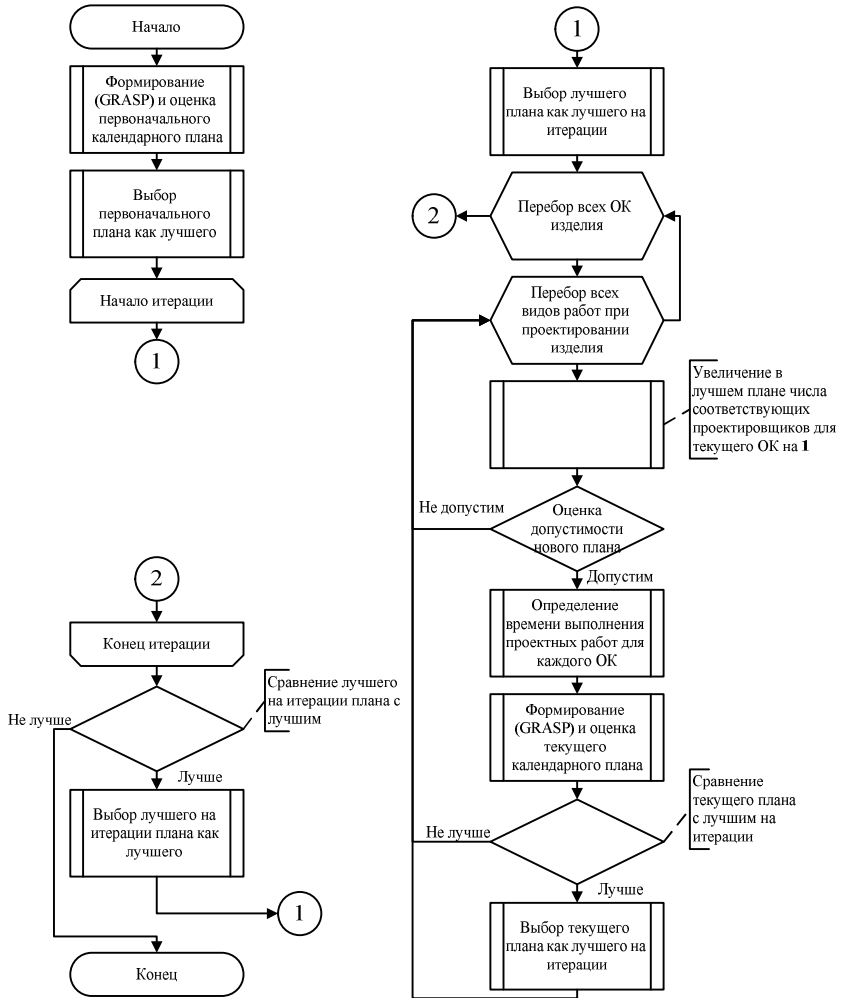 Начало
Формирование
(GRASP) и оценка
первоначального
календарного плана
Выбор
первоначального
плана как лучшего
Начало итерации
1
2
Конец итерации
Сравнение лучшего
на итерации плана с
лучшим
Не лучше
Лучше
Выбор лучшего на
итерации плана как
лучшего
1
Конец
1
Выбор лучшего
плана как лучшего на
итерации
Перебор всех ОК
изделия
2
Перебор всех
видов работ при
проектировании
изделия
Увеличение в
лучшем плане числа
соответствующих
проектировщиков для
текущего ОК на 1
Не допустим
Оценка
допустимости
нового плана
Допустим
Определение
времени выполнения
проектных работ для
каждого ОК
Формирование
(GRASP) и оценка
текущего
календарного плана
Сравнение
текущего плана
с лучшим на
итерации
Не лучше
Лучше
Выбор текущего
плана как лучшего на
итерации